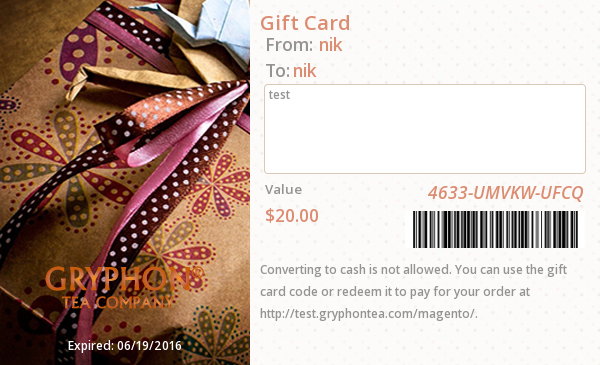 Gift Card
From: nik
To: nik
test
Value
$20.00
4633-UMVKW-UFCQ
GRYPHON®
TEA COMPANY
Expired: 06/19/2016
Converting to cash is not allowed. You can use the gift
card code or redeem it to pay for your order at
http://test.gryphontea.com/magento/.